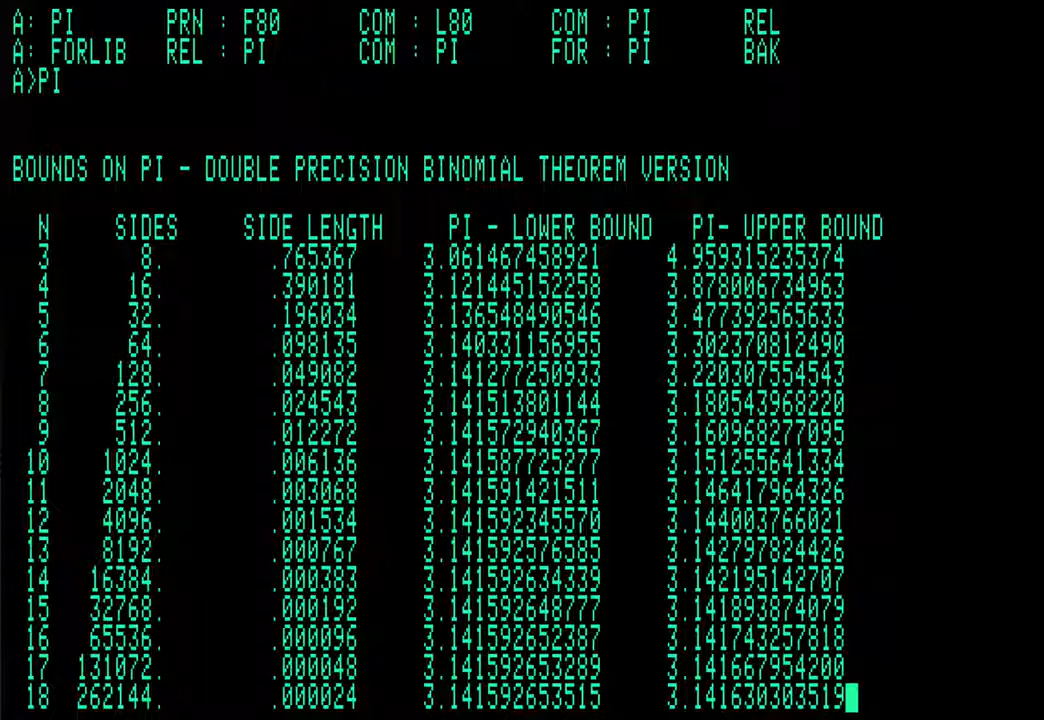 A: PI PRN : F80 COM : L80 COM : PI REL
A: FORLIB REL : PI COM : PI FOR : PI BAK
A>PI
BOUNDS ON PI - DOUBLE PRECISION BINOMIAL THEOREM VERSION
N SIDES SIDE LENGTH PI - LOWER BOUND PI- UPPER BOUND
3 8. .765367 3.061467458921 4.959315235374
4 16. .390181 3.121445152258 3.878006734963
5 32. .196034 3.136548490546 3.477392565633
6 64. .098135 3.140331156955 3.302370812490
7 128. .049082 3.141277250933 3.220307554543
8 256. .024543 3.141513801144 3.180543968220
9 512. .012272 3.141572940367 3.160968277095
10 1024. .006136 3.141587725277 3.151255641334
11 2048. .003068 3.141591421511 3.146417964326
12 4096. .001534 3.141592345570 3.144003766021
13 8192. .000767 3.141592576585 3.142797824426
14 16384. .000383 3.141592634339 3.142195142707
15 32768. .000192 3.141592648777 3.141893874079
16 65536. .000096 3.141592652387 3.141743257818
17 131072. .000048 3.141592653289 3.141667954200
18 262144. .000024 3.141592653515 3.141630303519